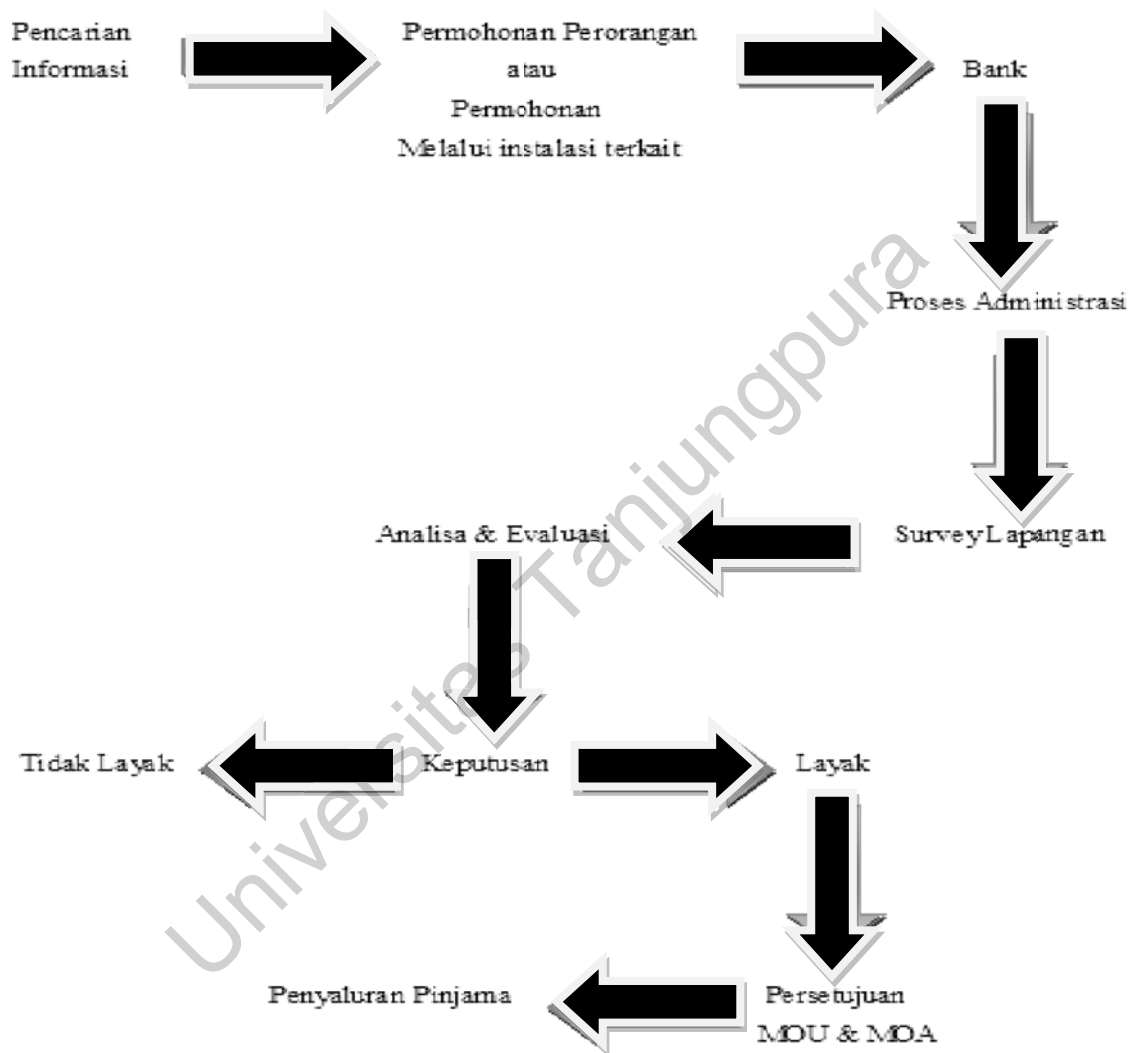 Pencarian
Informasi
Permohonan Perorangan
atau
Permohonan
Melalui instalasi terkait
Bank
Proses Administrasi
Survey Lapangan
Analisa & Evaluasi
Keputusan
Tidak Layak
Layak
Persetujuan
MOU & MOA
Penyaluran Pinjama
Universitas Tanjungpura